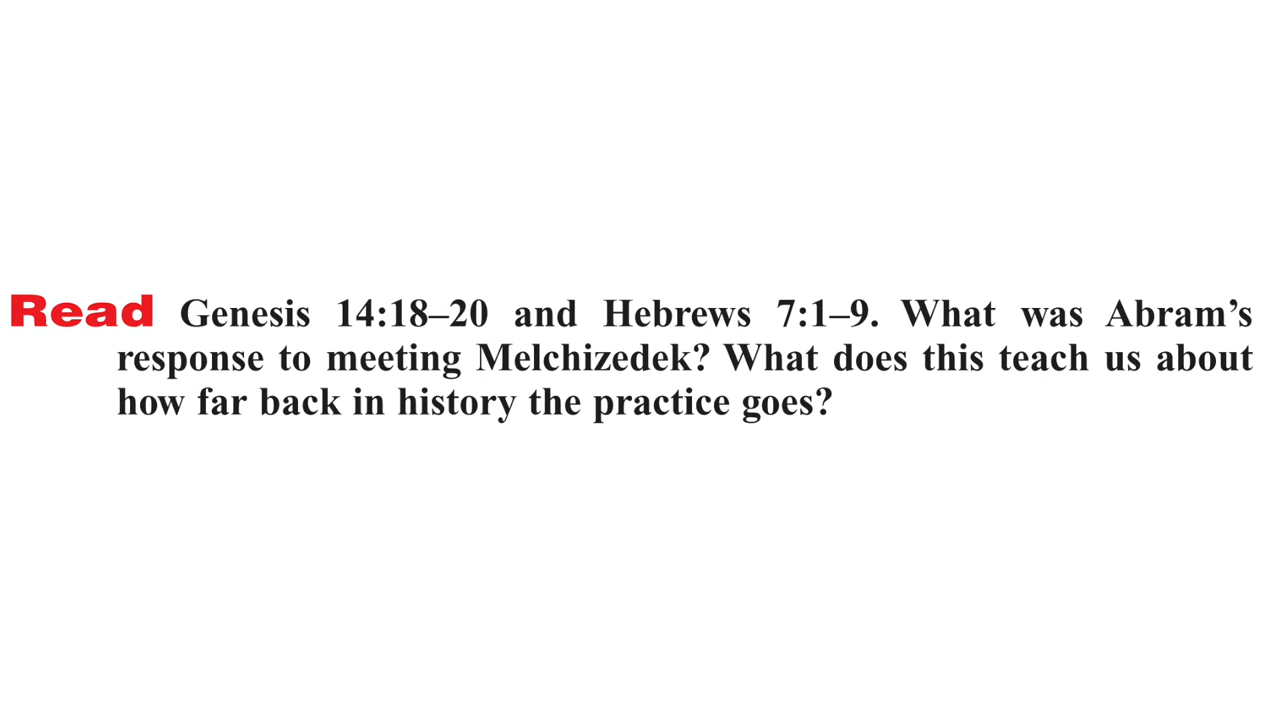 Read Genesis 14:18–20 and Hebrews 7:1–9. What was Abram’s
response to meeting Melchizedek? What does this teach us about
how far back in history the practice goes?